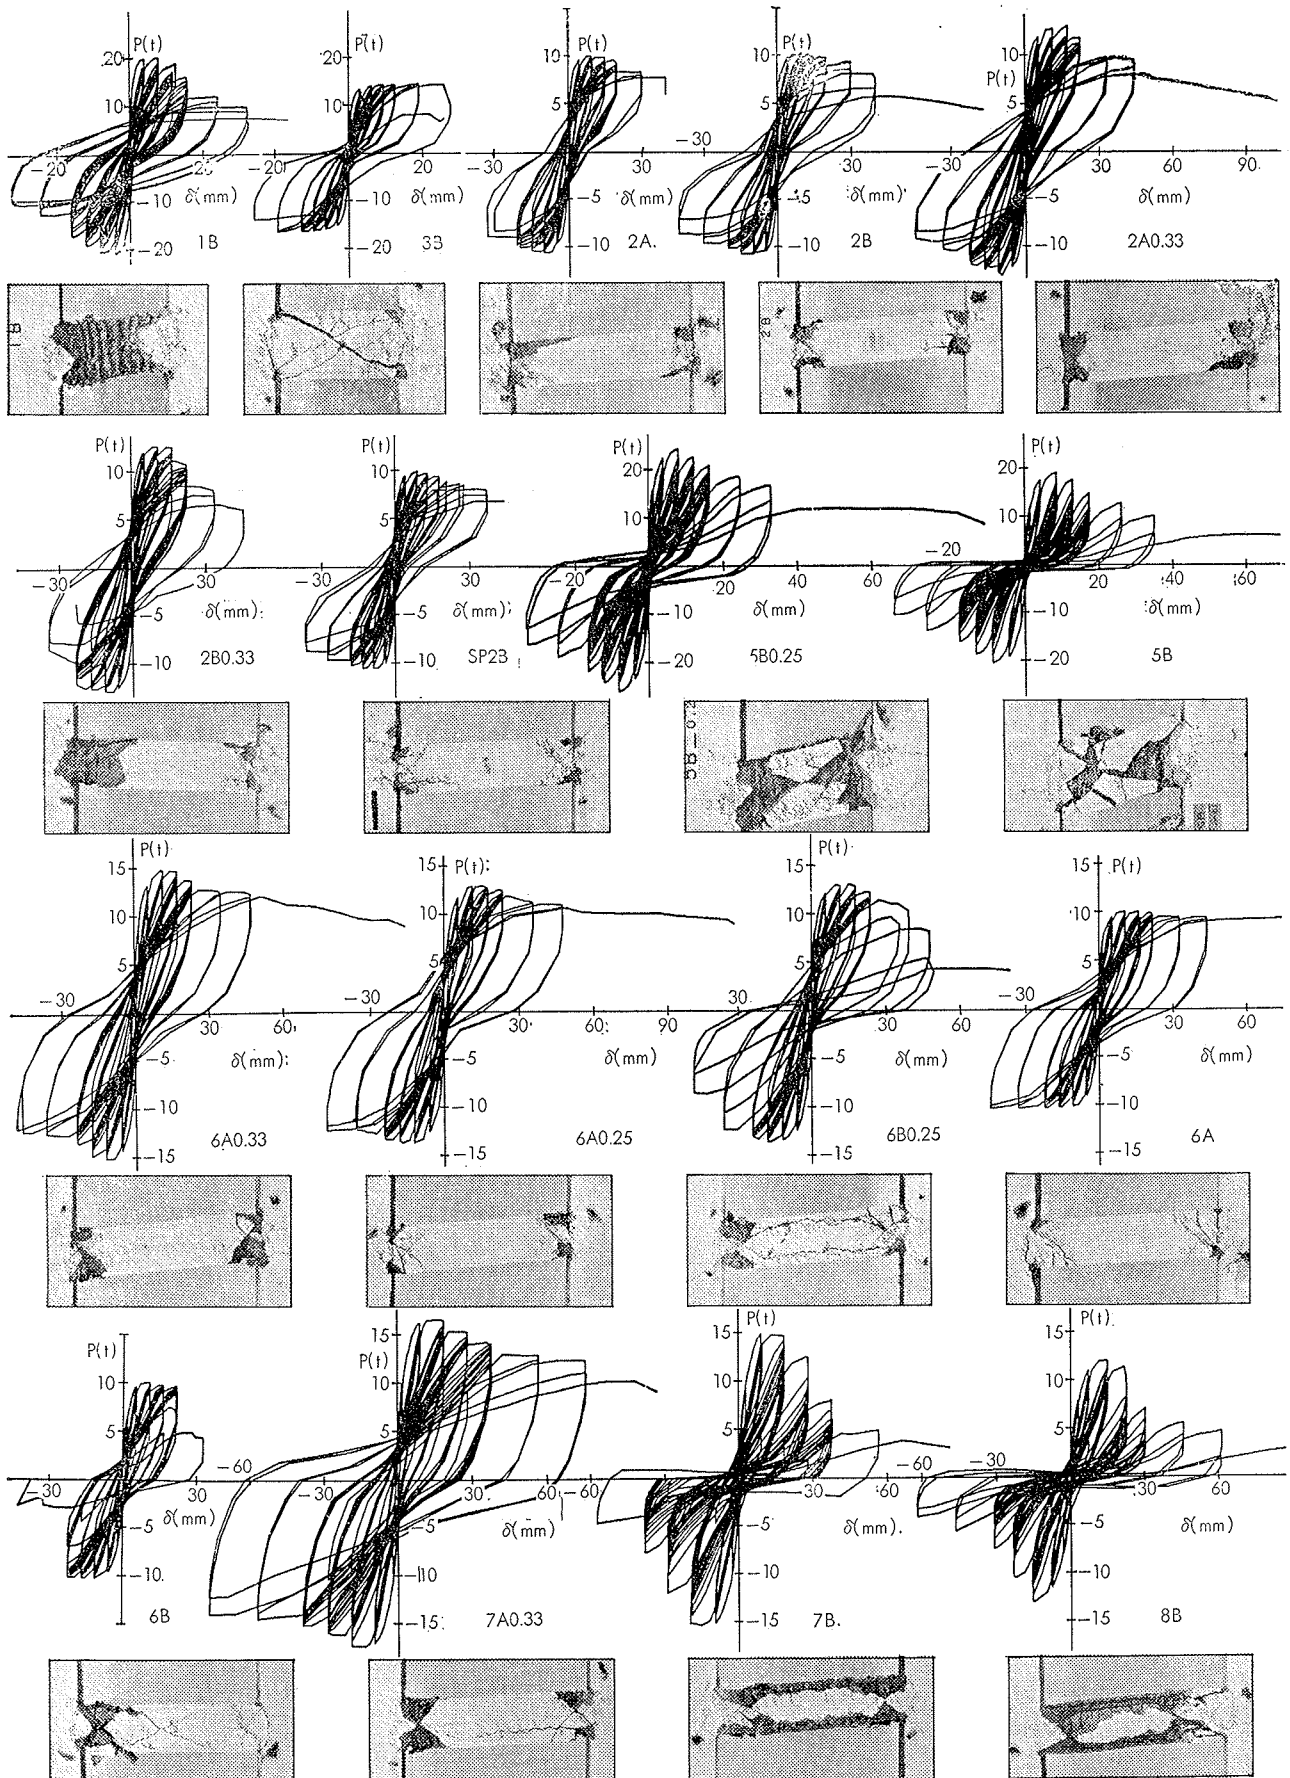 P(t) P(t) P(t) P(t)
20 20 10 10 10
P(t)
10 10 5 5 5
-30
-20 20 -20 20 -30 30 30 -30 30 60 90
-10 δ(mm) -10 δ(mm) -5 δ(mm) -5 δ(mm) -5 δ(mm)
-20 1B -20 3B -10 2A -10 2B -10 2A0.33
2B
P(t) P(t) P(t) P(t)
10 10 20 20
5 5 10 10
-20
-30 30 -30 30 -20 20 40 60 20 40 60
-5 δ(mm) -5 δ(mm) -10 δ(mm) -10 δ(mm)
-10 2B0.33 -10 SP2B -20 5B0.25 -20 5B
5B-0.2
P(t) P(t) P(t) P(t)
15 15 15 15
10 10 10 10
5 5 5 5
-30 -30 30 -30
30 60 30 60 90 30 60 30 60
-5 δ(mm) -5 δ(mm) -5 δ(mm) -5 δ(mm)
-10 -10 -10 -10
-15 6A0.33 -15 6A0.25 -15 6B0.25 -15 6A
P(t) P(t) P(t) P(t)
15 15 15
10 10 10 10
5 5 5
-60 -60 -30
30 -30 30 60 30 60 30 60
-30
-5 δ(mm) -5 δ(mm) -5 δ(mm) -5 δ(mm)
-10 -10 -10 -10
6B -15 7A0.33 -15 7B -15 8B